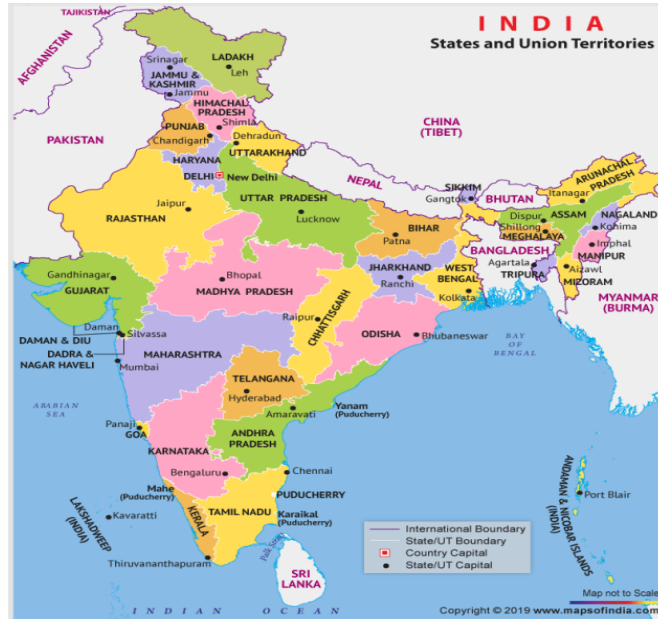 TAJIKISTAN
INDIA
States and Union Territories
AFGHANISTAN
LADAKH
Srinagar
Leh
JAMMU &
KASHMIR
Jammu
HIMACHAL
PRADESH
CHINA
(TIBET)
PAKISTAN
PUNJAB
Shimla
Chandigarh
Dehradun
UTTARAKHAND
HARYANA
DELHI
New Delhi
NEPAL
SIKKIM
Gangtok
BHUTAN
ARUNACHAL
PRADESH
Itanagar
RAJASTHAN
Jaipur
UTTAR PRADESH
Lucknow
BIHAR
Patna
Dispur
ASSAM
NAGALAND
Shillong
MEGHALAYA
Kohima
Imphal
MANIPUR
BANGLADESH
Agartala
TRIPURA
Aizawl
MIZORAM
Gandhinagar
GUJARAT
Bhopal
MADHYA PRADESH
JHARKHAND
Ranchi
WEST
BENGAL
Kolkata
MYANMAR
(BURMA)
CHHATTISGARH
Raipur
Daman
Silvassa
DAMAN & DIU
DADRA &
NAGAR HAVELI
ODISHA
Bhubaneswar
BAY
OF
BENGAL
MAHARASHTRA
Mumbai
TELANGANA
Hyderabad
ARABIAN
SEA
Amaravati
Yanam
(Puducherry)
Panaji
GOA
ANDHRA
PRADESH
KARNATAKA
Bengaluru
Chennai
Mahe
(Puducherry)
PUDUCHERRY
LAKSHADWEEP
(INDIA)
Kavaratti
KERALA
TAMIL NADU
Karaikal
(Puducherry)
ANDAMAN & NICOBAR ISLANDS
(INDIA)
Port Blair
Palk Strait
Thiruvananthapuram
SRI
LANKA
International Boundary
State/UT Boundary
Country Capital
State/UT Capital
INDIAN OCEAN
Map not to Scale
Copyright © 2019 www.mapsofindia.com